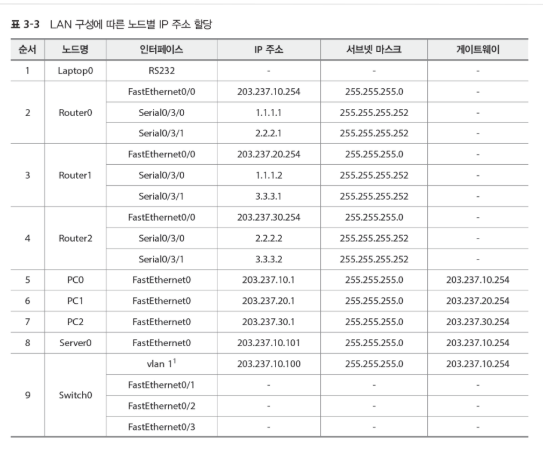 표 3-3 LAN 구성에 따른 노드별 IP 주소 할당
순서 노드명 인터페이스 IP 주소 서브넷 마스크 게이트웨이
1 Laptop0 RS232 - - -
2 Router0 FastEthernet0/0 203.237.10.254 255.255.255.0 -
Serial0/3/0 1.1.1.1 255.255.255.252 -
Serial0/3/1 2.2.2.1 255.255.255.252 -
3 Router1 FastEthernet0/0 203.237.20.254 255.255.255.0 -
Serial0/3/0 1.1.1.2 255.255.255.252 -
Serial0/3/1 3.3.3.1 255.255.255.252 -
4 Router2 FastEthernet0/0 203.237.30.254 255.255.255.0 -
Serial0/3/0 2.2.2.2 255.255.255.252 -
Serial0/3/1 3.3.3.2 255.255.255.252 -
5 PC0 FastEthernet0 203.237.10.1 255.255.255.0 203.237.10.254
6 PC1 FastEthernet0 203.237.20.1 255.255.255.0 203.237.20.254
7 PC2 FastEthernet0 203.237.30.1 255.255.255.0 203.237.30.254
8 Server0 FastEthernet0 203.237.10.101 255.255.255.0 203.237.10.254
9 Switch0 vlan 1¹ 203.237.10.100 255.255.255.0 203.237.10.254
FastEthernet0/1 - - -
FastEthernet0/2 - - -
FastEthernet0/3 - - -